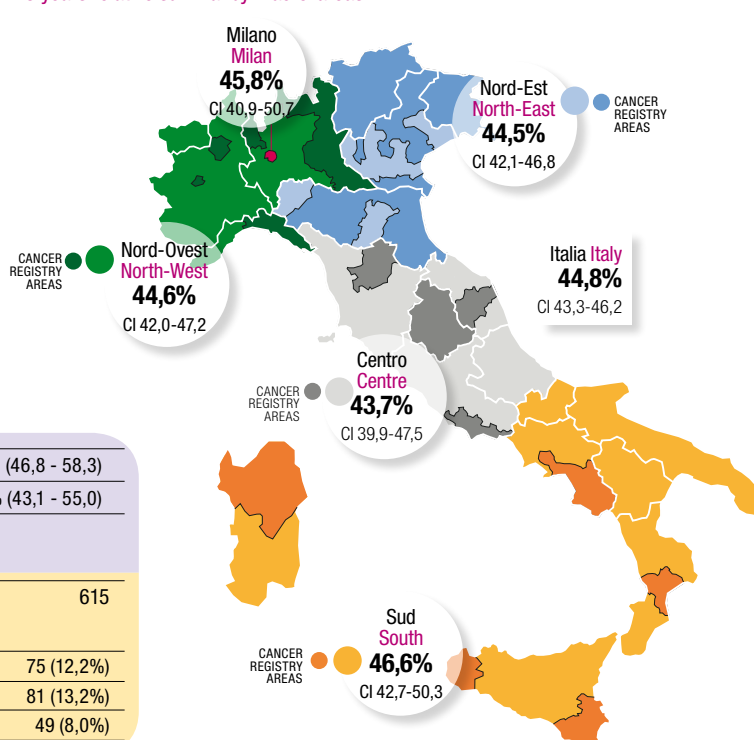 Milano
Milan
45,8%
CI 40,9-50,7
Nord-Est
North-East
44,5%
CI 42,1-46,8
CANCER
REGISTRY
AREAS
CANCER
REGISTRY
AREAS
Nord-Ovest
North-West
44,6%
CI 42,0-47,2
Italia Italy
44,8%
CI 43,3-46,2
CANCER
REGISTRY
AREAS
Centro
Centre
43,7%
CI 39,9-47,5
(46,8 - 58,3)
(43,1 - 55,0)
615
75 (12,2%)
81 (13,2%)
49 (8,0%)
CANCER
REGISTRY
AREAS
Sud
South
46,6%
CI 42,7-50,3